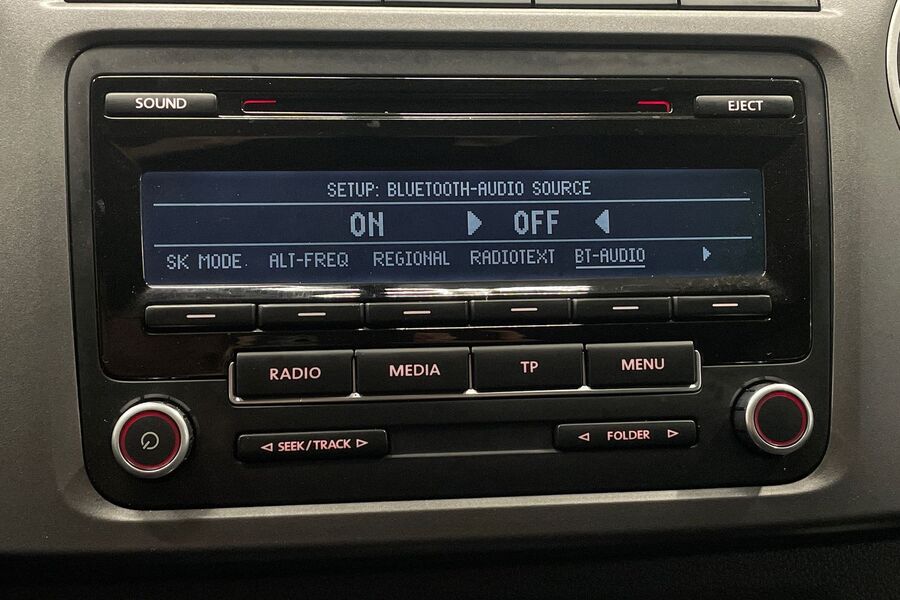 SOUND
EJECT
SETUP: BLUETOOTH-AUDIO SOURCE
ON OFF
SK MODE ALT-FREQ REGIONAL RADIOTEXT BT-AUDIO
RADIO MEDIA TP MENU
SEEK/TRACK
FOLDER